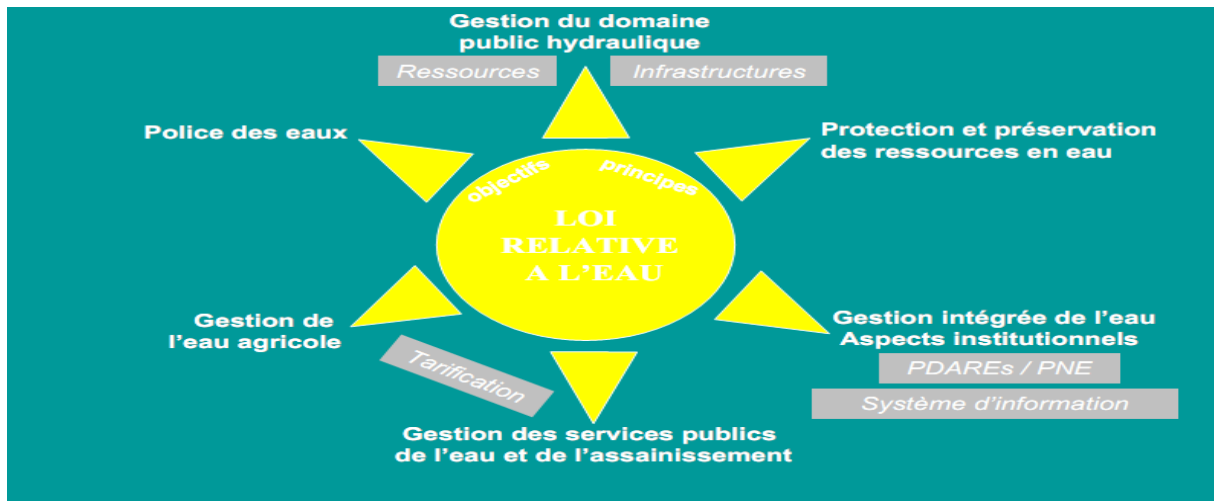 Gestion du domaine
public hydraulique
Ressources
Infrastructures
Police des eaux
Protection et préservation
des ressources en eau
objectifs principes
LOI
RELATIVE
A L’EAU
Gestion de
l’eau agricole
Gestion intégrée de l’eau
Aspects institutionnels
PDAREs / PNE
Système d’information
Tarification
Gestion des services publics
de l’eau et de l’assainissement